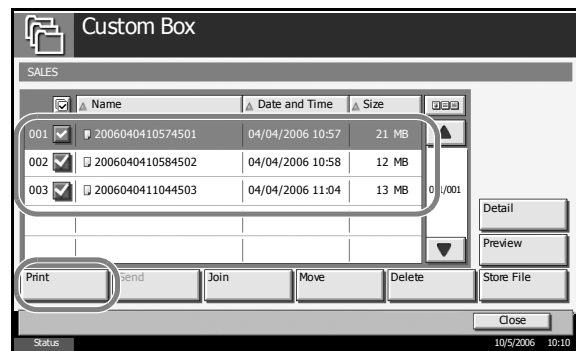 Custom Box
SALES
Name Date and Time Size
001 2006040410574501 04/04/2006 10:57 21 MB
002 2006040410584502 04/04/2006 10:58 12 MB
003 2006040411044503 04/04/2006 11:04 13 MB
/001
Detail
Preview
Print Send Join Move Delete Store File
Close
Status 10/5/2006 10:10